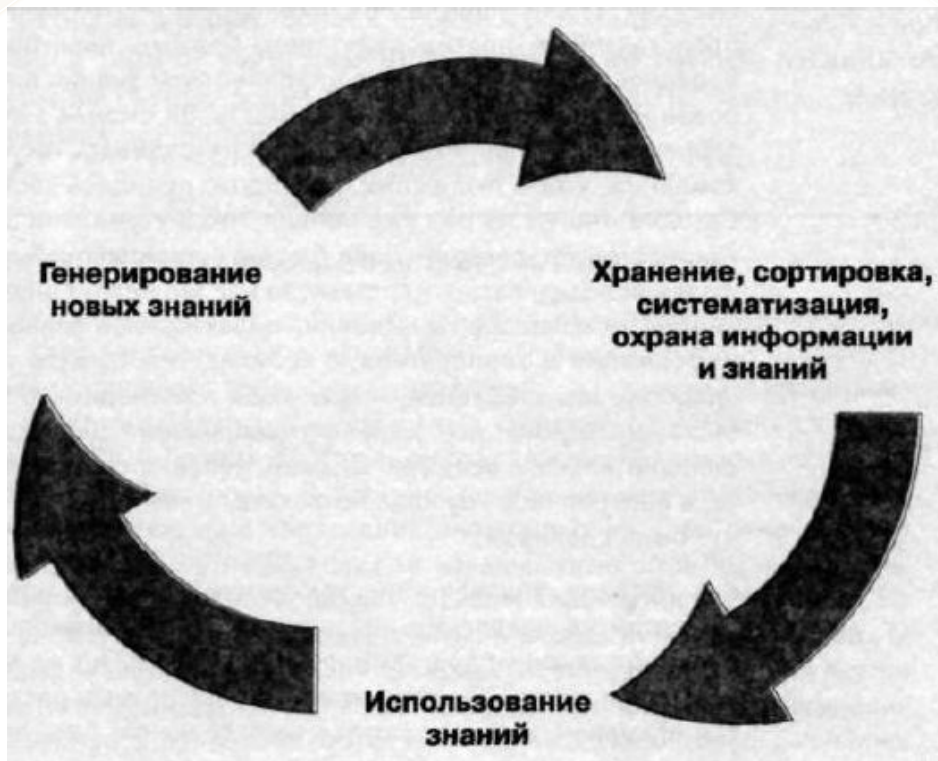 Генерирование
новых знаний
Хранение, сортировка,
систематизация,
охрана информации
и знаний
Использование
знаний